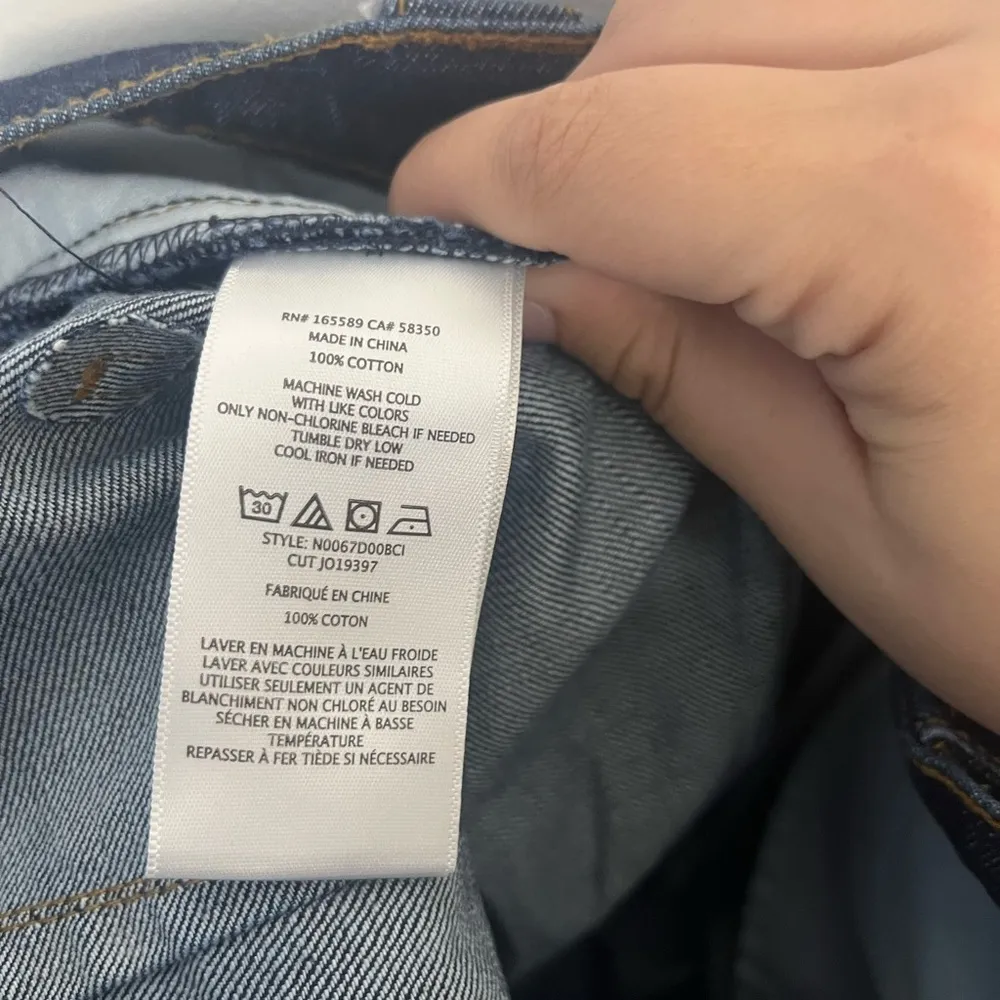 RN# 165589 CA# 58350
MADE IN CHINA
100% COTTON
MACHINE WASH COLD
WITH LIKE COLORS
ONLY NON-CHLORINE BLEACH IF NEEDED
TUMBLE DRY LOW
COOL IRON IF NEEDED
30
STYLE: N0067D00BCI
CUT JO19397
FABRIQUÉ EN CHINE
100% COTON
LAVER EN MACHINE À L'EAU FROIDE
LAVER AVEC COULEURS SIMILAIRES
UTILISER SEULEMENT UN AGENT DE
BLANCHIMENT NON CHLORÉ AU BESOIN
SÉCHER EN MACHINE À BASSE
TEMPÉRATURE
REPASSER À FER TIÈDE SI NÉCESSAIRE